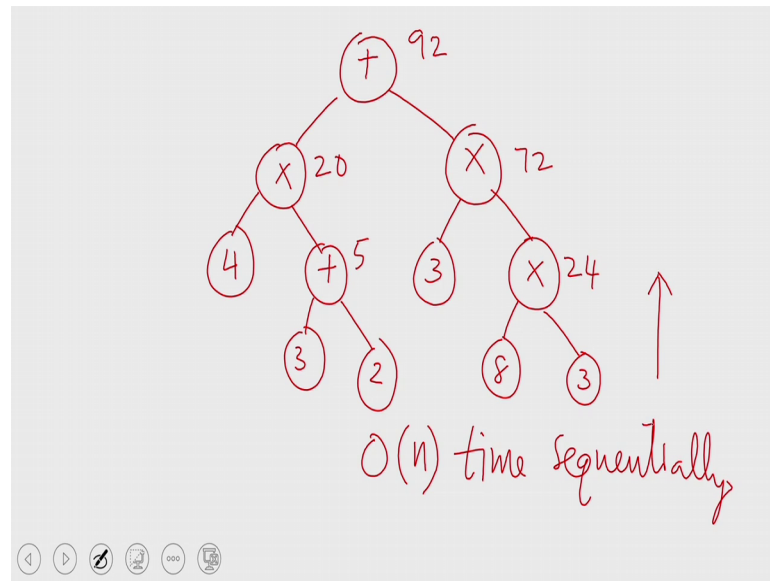 + 92
× 20 × 72
4 + 5 3 × 24
3 2 8 3
O(n) time sequentially